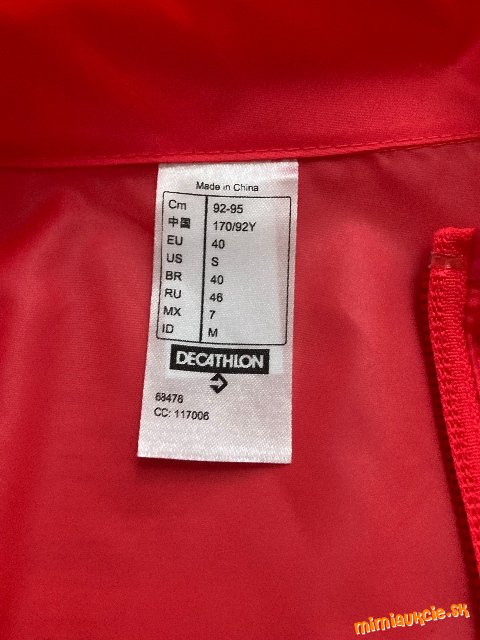 Made in China
Cm 92-95
中国 170/92Y
EU 40
US S
BR 40
RU 46
MX 7
ID M
DECATHLON
68476
CC: 117006
mimiaukcie.sk